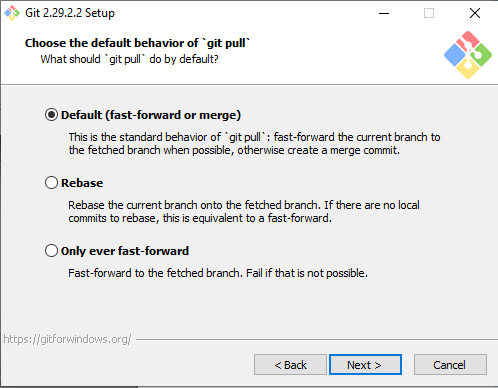 Git 2.29.2.2 Setup
Choose the default behavior of `git pull`
What should `git pull` do by default?
Default (fast-forward or merge)
This is the standard behavior of `git pull`: fast-forward the current branch to
the fetched branch when possible, otherwise create a merge commit.
Rebase
Rebase the current branch onto the fetched branch. If there are no local
commits to rebase, this is equivalent to a fast-forward.
Only ever fast-forward
Fast-forward to the fetched branch. Fail if that is not possible.
https://gitforwindows.org/
< Back
Next >
Cancel